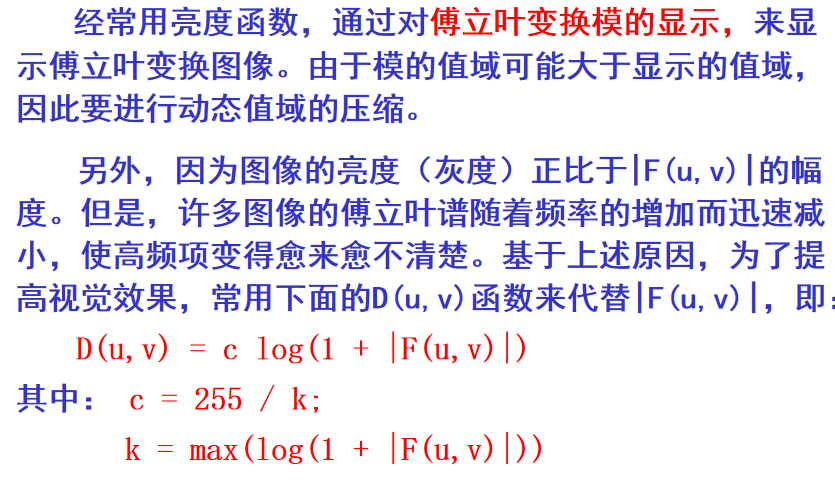 经常用亮度函数，通过对傅立叶变换模的显示，来显
示傅立叶变换图像。由于模的值域可能大于显示的值域，
因此要进行动态值域的压缩。
另外，因为图像的亮度（灰度）正比于|F(u,v)|的幅
度。但是，许多图像的傅立叶谱随着频率的增加而迅速减
小，使高频项变得愈来愈不清楚。基于上述原因，为了提
高视觉效果，常用下面的D(u,v)函数来代替|F(u,v)|，即：
D(u,v) = c log(1 + |F(u,v)|)
其中： c = 255 / k;
k = max(log(1 + |F(u,v)|))